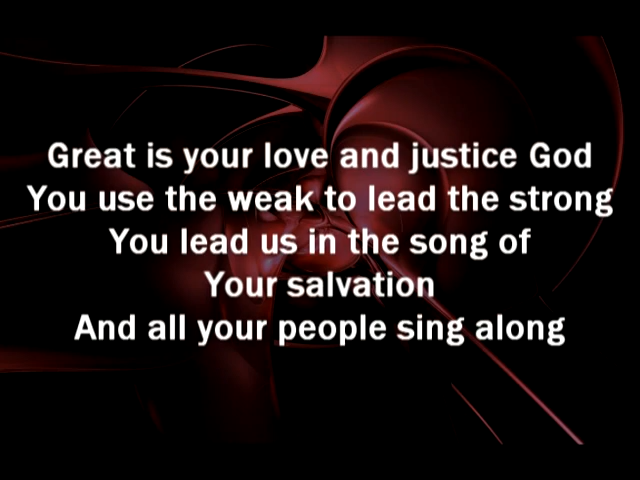 Great is your love and justice God
You use the weak to lead the strong
You lead us in the song of
Your salvation
And all your people sing along